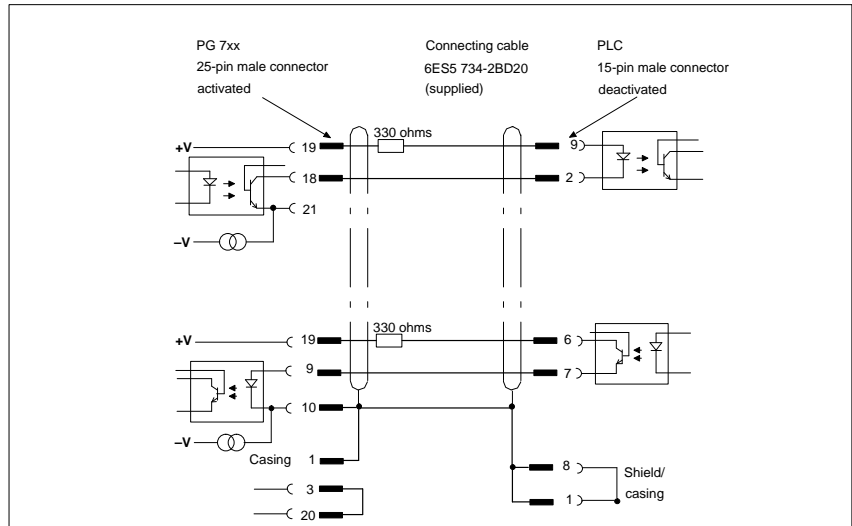 PG 7xx
25-pin male connector
activated
Connecting cable
6ES5 734-2BD20
(supplied)
PLC
15-pin male connector
deactivated
+V
19
330 ohms
9
18
2
21
–V
+V
19
330 ohms
6
9
7
10
–V
Casing 1
8
Shield/
casing
3
1
20